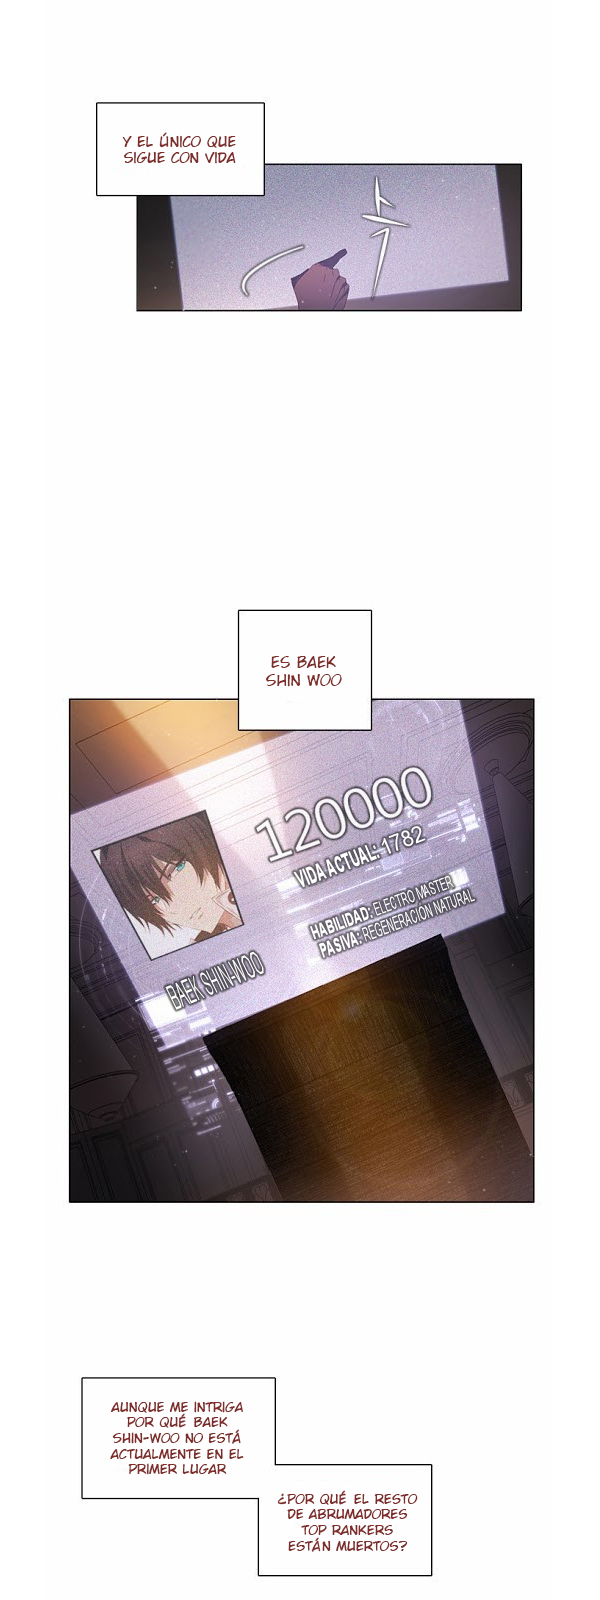 Y EL ÚNICO QUE
SIGUE CON VIDA
ES BAEK
SHIN WOO
120000
VIDA ACTUAL: 1782
HABILIDAD: ELECTRO MASTER
PASIVA: REGENERACIÓN NATURAL
BAEK SHIN-WOO
AUNQUE ME INTRIGA
POR QUÉ BAEK
SHIN-WOO NO ESTÁ
ACTUALMENTE EN EL
PRIMER LUGAR
¿POR QUÉ EL RESTO
DE ABRUMADORES
TOP RANKERS
ESTÁN MUERTOS?